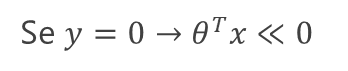 Se y = 0 → θᵀx ≪ 0